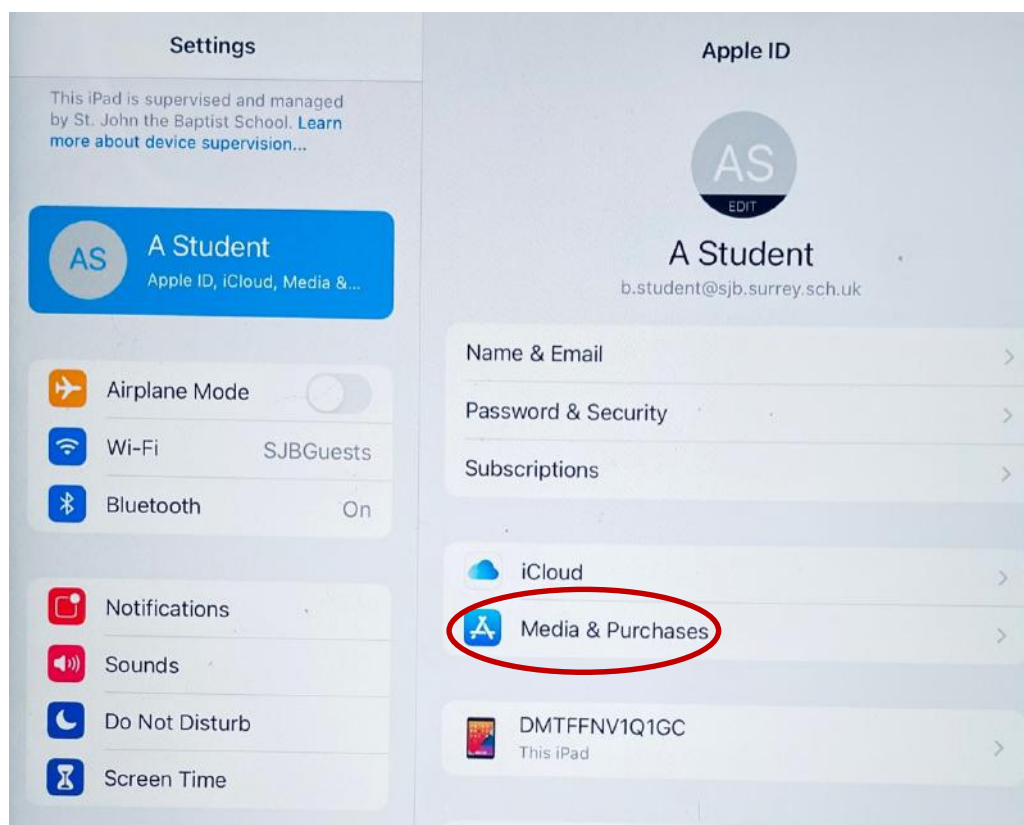 Settings
This iPad is supervised and managed
by St. John the Baptist School. Learn
more about device supervision...
AS
A Student
Apple ID, iCloud, Media &...
Airplane Mode
Wi-Fi SJBGuests
Bluetooth On
Notifications
Sounds
Do Not Disturb
Screen Time
Apple ID
AS
EDIT
A Student
b.student@sjb.surrey.sch.uk
Name & Email
Password & Security
Subscriptions
iCloud
Media & Purchases
DMTFFNV1Q1GC
This iPad